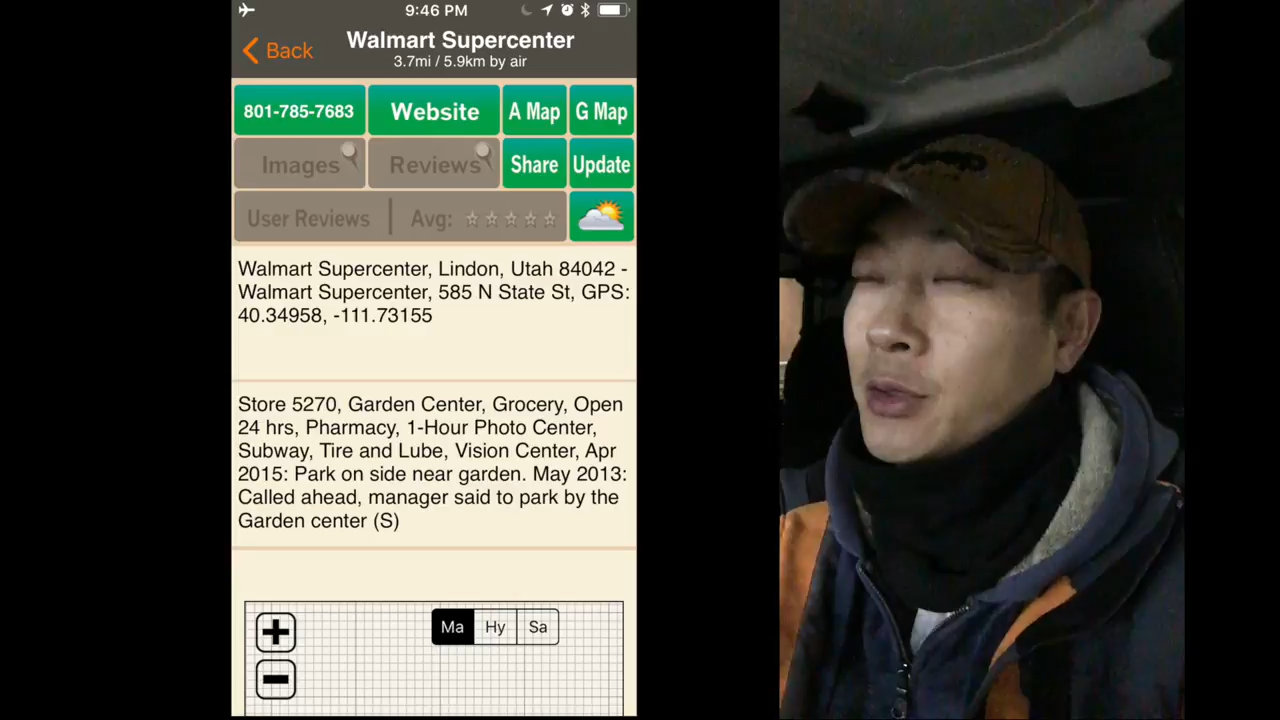 9:46 PM
Back
Walmart Supercenter
3.7mi / 5.9km by air
801-785-7683 Website A Map G Map
Images Reviews Share Update
User Reviews | Avg:
Walmart Supercenter, Lindon, Utah 84042 -
Walmart Supercenter, 585 N State St, GPS:
40.34958, -111.73155
Store 5270, Garden Center, Grocery, Open
24 hrs, Pharmacy, 1-Hour Photo Center,
Subway, Tire and Lube, Vision Center, Apr
2015: Park on side near garden. May 2013:
Called ahead, manager said to park by the
Garden center (S)
Ma Hy Sa